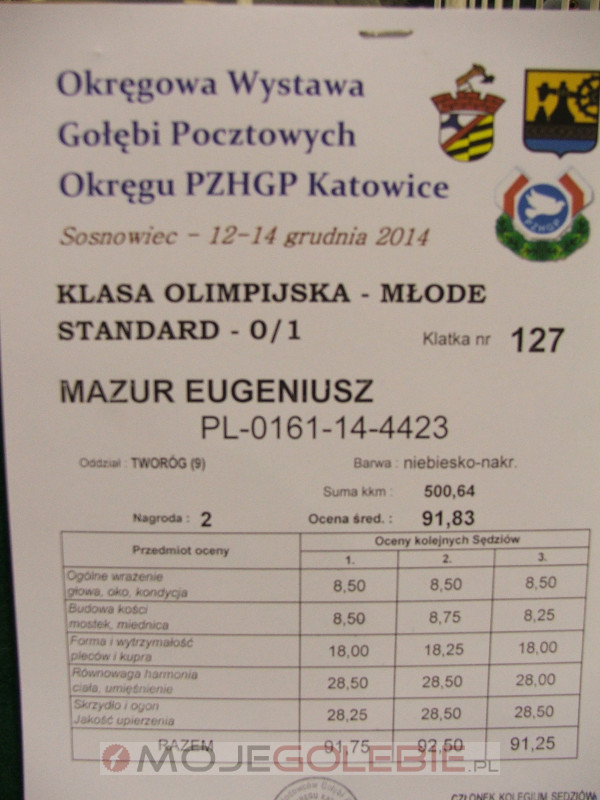 Okręgowa Wystawa
Gołębi Pocztowych
Okręgu PZHGP Katowice
PZHGP
Sosnowiec - 12-14 grudnia 2014
KLASA OLIMPIJSKA - MŁODE
STANDARD - 0/1 Klatka nr 127
MAZUR EUGENIUSZ
PL-0161-14-4423
Oddział : TWORÓG (9) Barwa : niebiesko-nakr.
Suma kkm : 500,64
Nagroda : 2 Ocena śred. : 91,83
Przedmiot oceny Oceny kolejnych Sędziów
1. 2. 3.
Ogólne wrażenie
głowa, oko, kondycja 8,50 8,50 8,50
Budowa kości
mostek, miednica 8,50 8,75 8,25
Forma i wytrzymałość
pleców i kupra 18,00 18,25 18,00
Równowaga harmonia
ciała, umięśnienie 28,50 28,50 28,00
Skrzydło i ogon
Jakość upierzenia 28,25 28,50 28,50
RAZEM 91,75 92,50 91,25
MOJEGOLEBIE.PL
CZŁONEK KOLEGIUM SĘDZIÓW